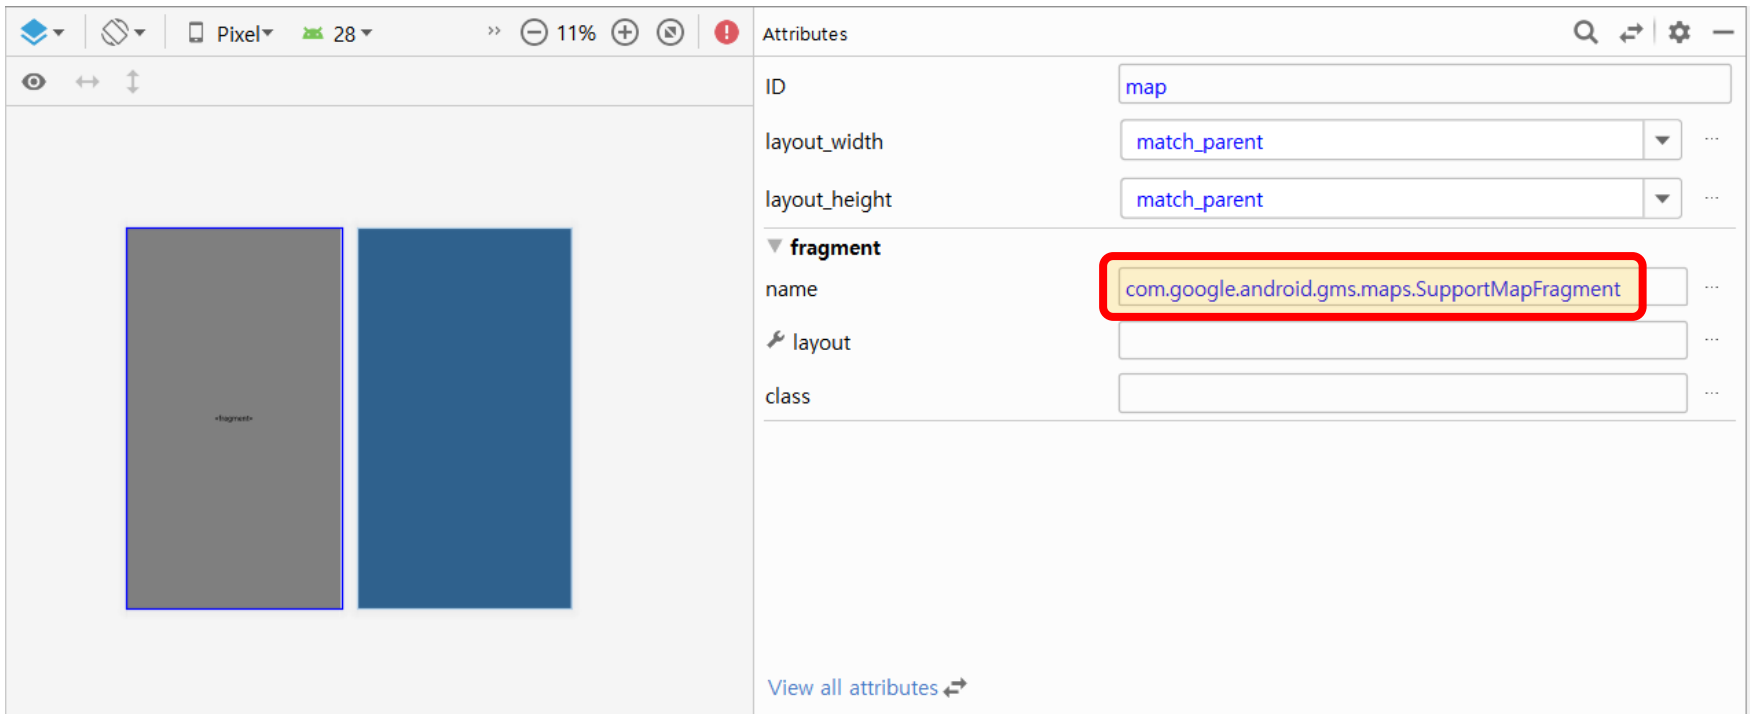 Pixel 28 11%
<fragment>
Attributes
ID map
layout_width match_parent
layout_height match_parent
fragment
name com.google.android.gms.maps.SupportMapFragment
layout
class
View all attributes